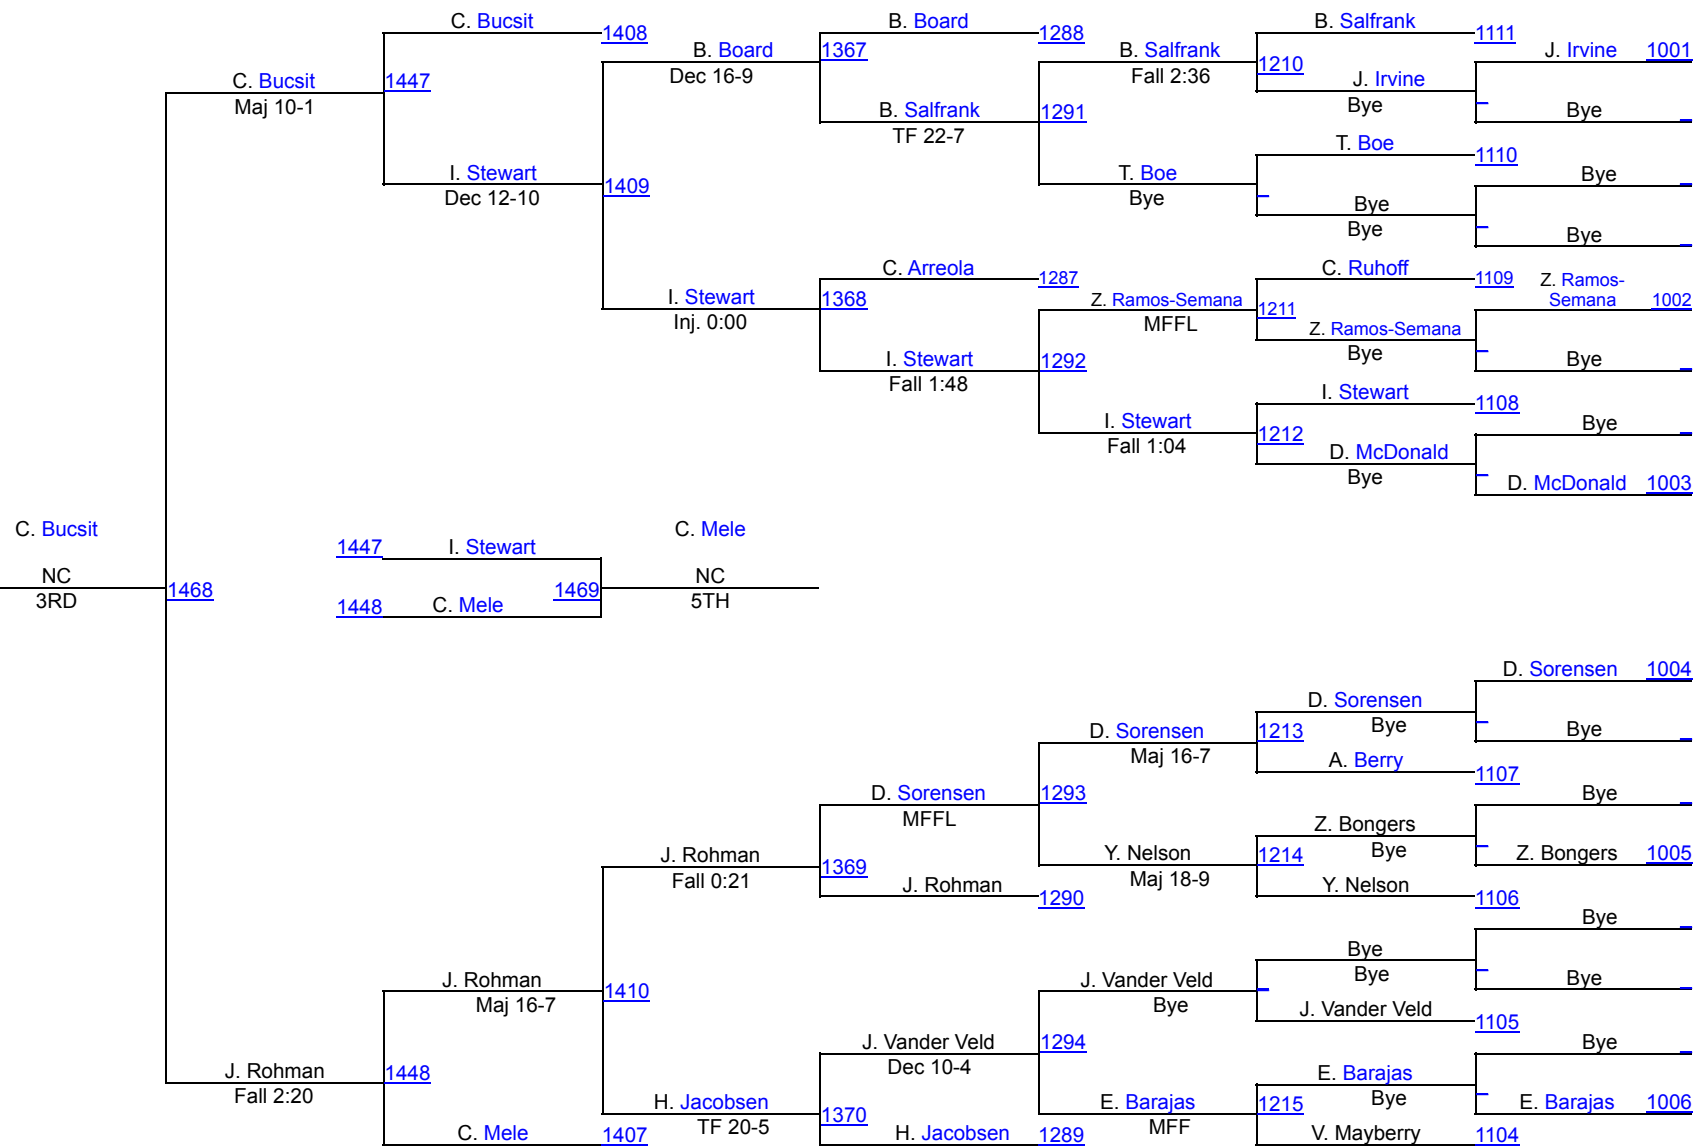 C. Bucsit
1408
B. Board
1288
B. Salfrank
1111
B. Board
Dec 16-9
1367
B. Salfrank
Fall 2:36
1210
J. Irvine 1001
C. Bucsit
Maj 10-1
1447
J. Irvine
Bye
B. Salfrank
TF 22-7
1291
Bye
T. Boe
1110
I. Stewart
Dec 12-10
1409
T. Boe
Bye
Bye
Bye
Bye
Bye
C. Arreola
1287
C. Ruhoff
1109
Z. Ramos-
Semana 1002
I. Stewart
Inj. 0:00
1368
Z. Ramos-Semana
MFFL
1211
Z. Ramos-Semana
Bye
I. Stewart
Fall 1:48
1292
Bye
I. Stewart
1108
I. Stewart
Fall 1:04
1212
Bye
D. McDonald
Bye
D. McDonald 1003
C. Bucsit
NC
3RD
1468
1447
I. Stewart
1448
C. Mele
1469
C. Mele
NC
5TH
D. Sorensen 1004
D. Sorensen
Bye
D. Sorensen
Maj 16-7
1213
Bye
A. Berry
1107
D. Sorensen
MFFL
1293
Bye
Z. Bongers
Bye
J. Rohman
Fall 0:21
1369
Y. Nelson
Maj 18-9
1214
Z. Bongers 1005
J. Rohman
1290
Y. Nelson
1106
Bye
Bye
Bye
J. Rohman
Maj 16-7
1410
J. Vander Veld
Bye
Bye
J. Vander Veld
1105
J. Vander Veld
Dec 10-4
1294
Bye
J. Rohman
Fall 2:20
1448
E. Barajas
Bye
H. Jacobsen
TF 20-5
1370
E. Barajas
MFF
1215
E. Barajas 1006
C. Mele
1407
H. Jacobsen
1289
V. Mayberry
1104